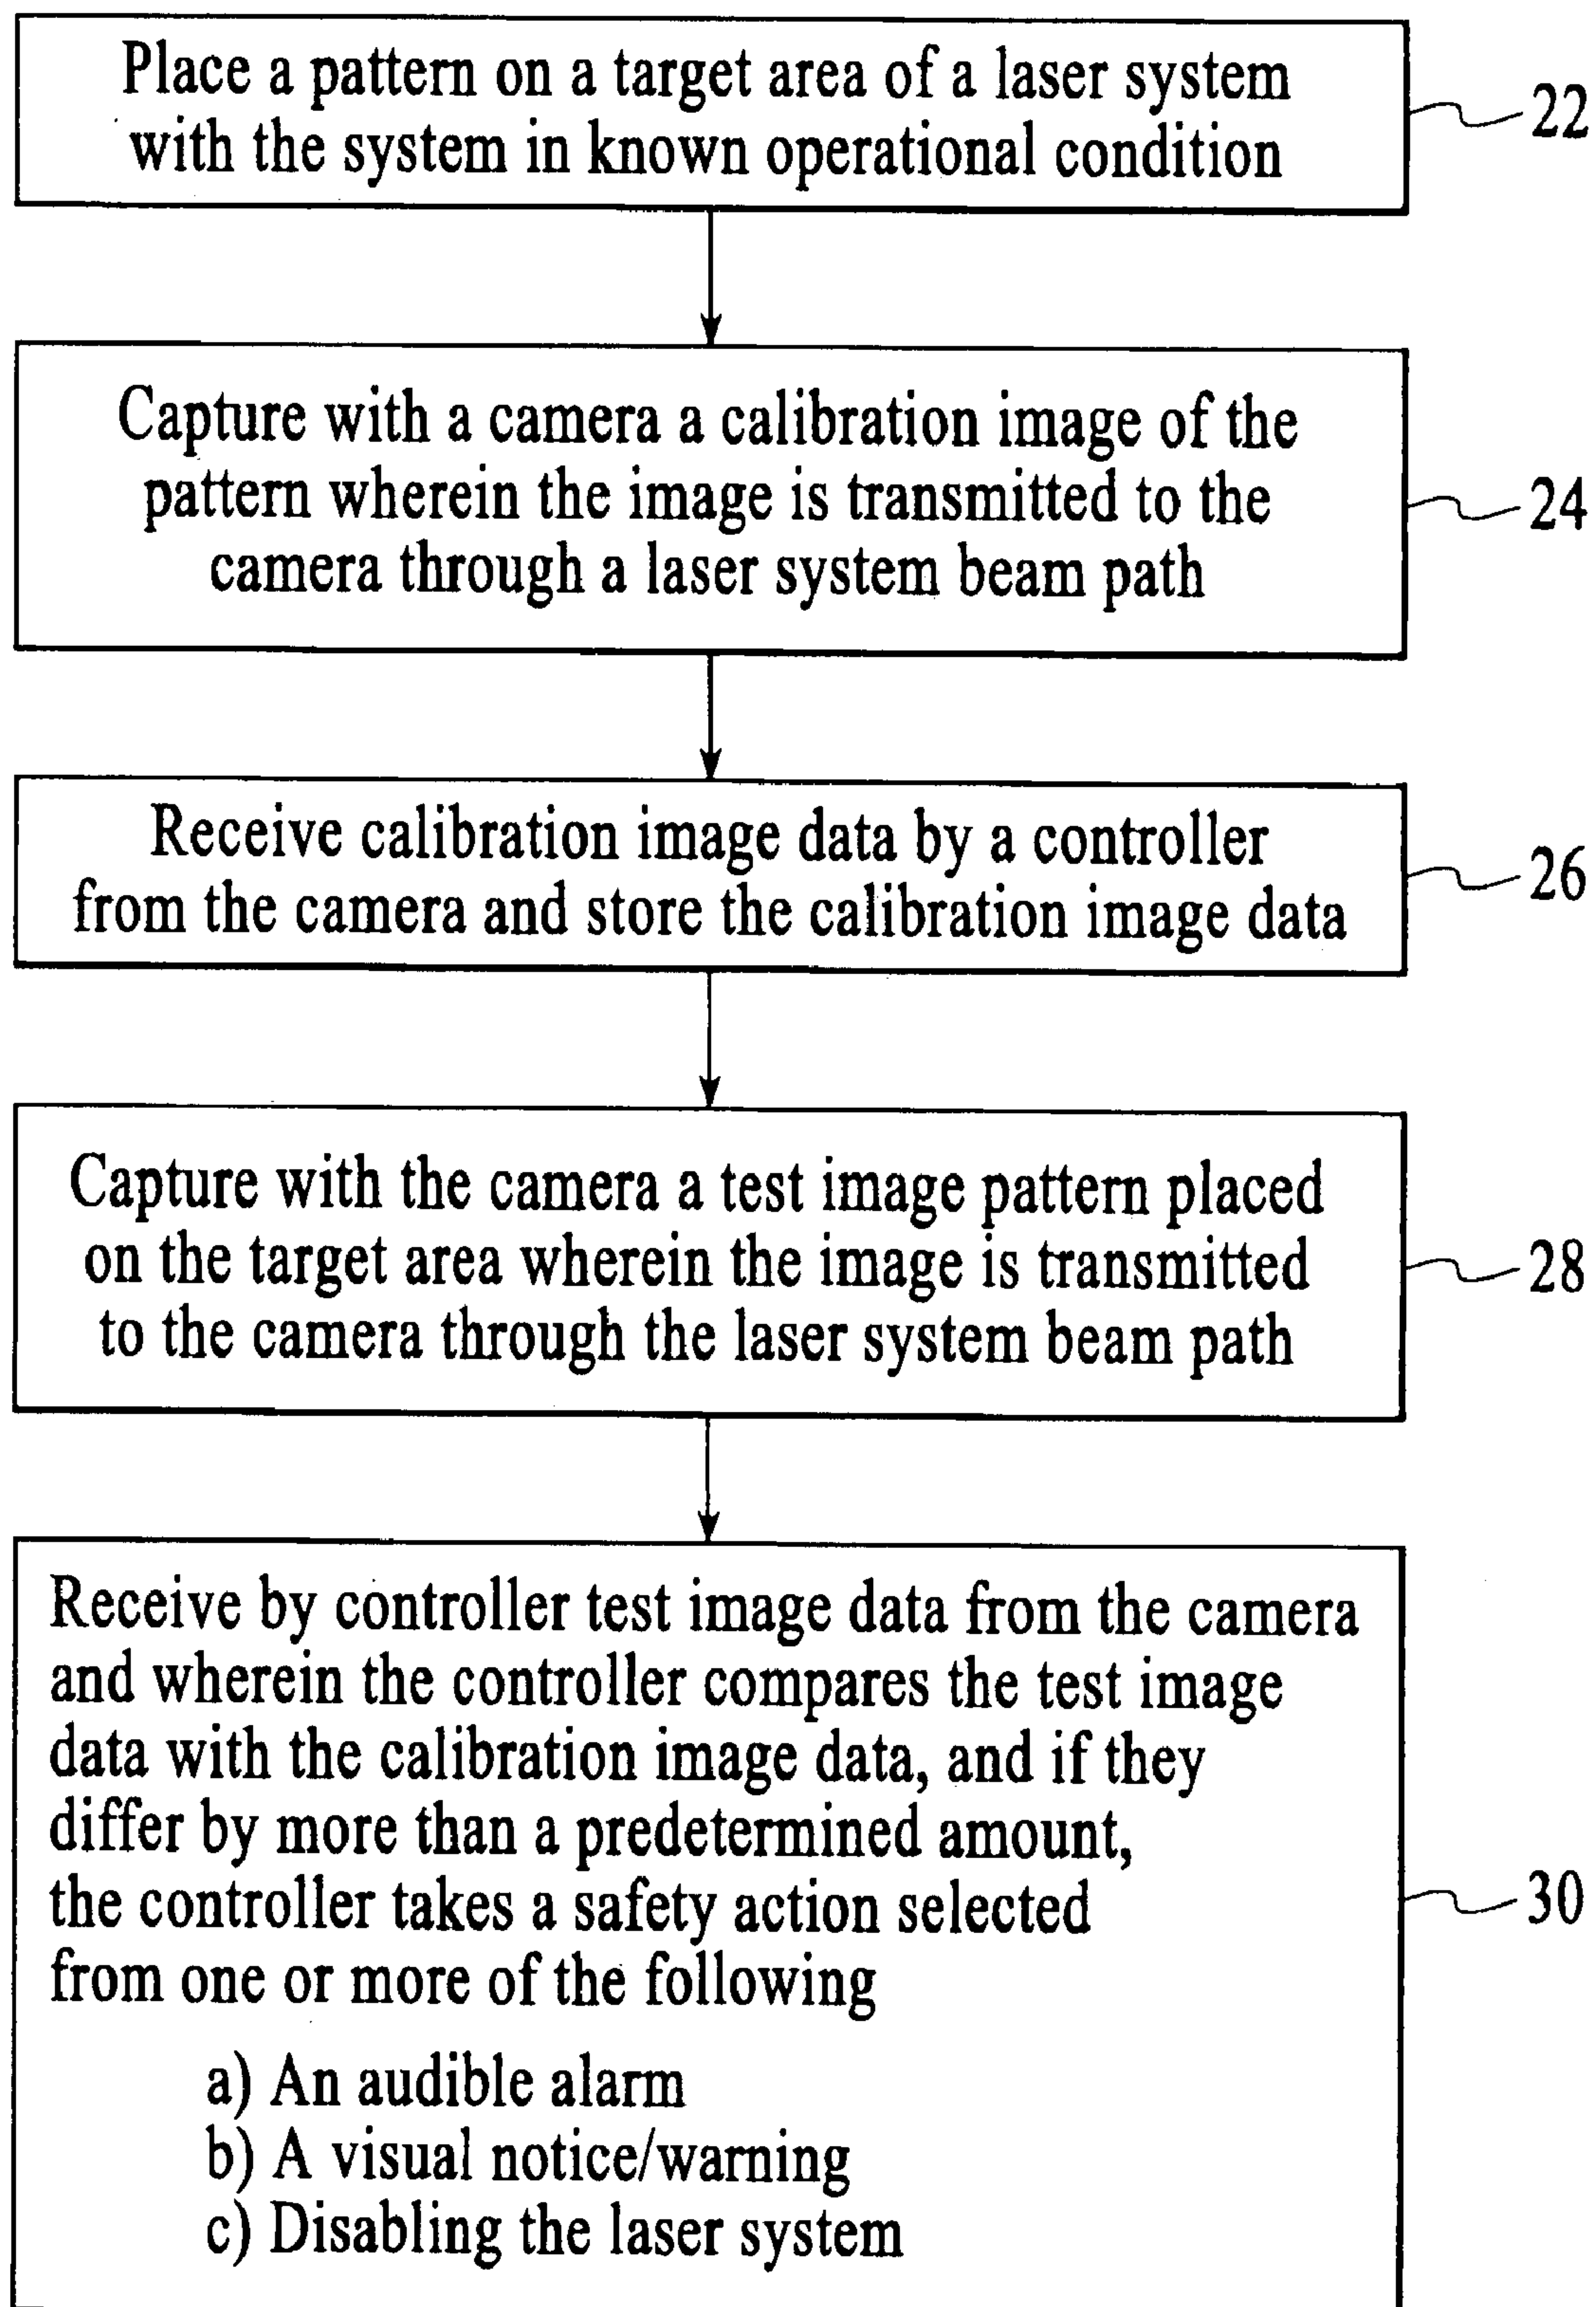 Place a pattern on a target area of a laser system
with the system in known operational condition
22
Capture with a camera a calibration image of the
pattern wherein the image is transmitted to the
camera through a laser system beam path
24
Receive calibration image data by a controller
from the camera and store the calibration image data
26
Capture with the camera a test image pattern placed
on the target area wherein the image is transmitted
to the camera through the laser system beam path
28
Receive by controller test image data from the camera
and wherein the controller compares the test image
data with the calibration image data, and if they
differ by more than a predetermined amount,
the controller takes a safety action selected
from one or more of the following
a) An audible alarm
b) A visual notice/warning
c) Disabling the laser system
30